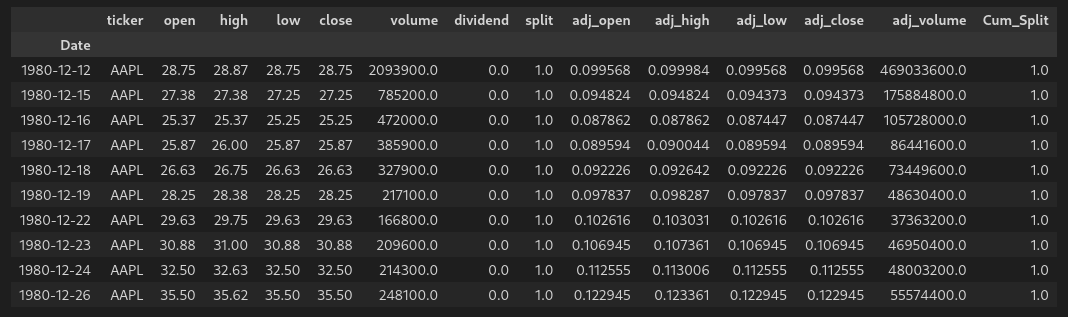 ticker open high low close volume dividend split adj_open adj_high adj_low adj_close adj_volume Cum_Split
Date
1980-12-12 AAPL 28.75 28.87 28.75 28.75 2093900.0 0.0 1.0 0.099568 0.099984 0.099568 0.099568 469033600.0 1.0
1980-12-15 AAPL 27.38 27.38 27.25 27.25 785200.0 0.0 1.0 0.094824 0.094824 0.094373 0.094373 175884800.0 1.0
1980-12-16 AAPL 25.37 25.37 25.25 25.25 472000.0 0.0 1.0 0.087862 0.087862 0.087447 0.087447 105728000.0 1.0
1980-12-17 AAPL 25.87 26.00 25.87 25.87 385900.0 0.0 1.0 0.089594 0.090044 0.089594 0.089594 86441600.0 1.0
1980-12-18 AAPL 26.63 26.75 26.63 26.63 327900.0 0.0 1.0 0.092226 0.092642 0.092226 0.092226 73449600.0 1.0
1980-12-19 AAPL 28.25 28.38 28.25 28.25 217100.0 0.0 1.0 0.097837 0.098287 0.097837 0.097837 48630400.0 1.0
1980-12-22 AAPL 29.63 29.75 29.63 29.63 166800.0 0.0 1.0 0.102616 0.103031 0.102616 0.102616 37363200.0 1.0
1980-12-23 AAPL 30.88 31.00 30.88 30.88 209600.0 0.0 1.0 0.106945 0.107361 0.106945 0.106945 46950400.0 1.0
1980-12-24 AAPL 32.50 32.63 32.50 32.50 214300.0 0.0 1.0 0.112555 0.113006 0.112555 0.112555 48003200.0 1.0
1980-12-26 AAPL 35.50 35.62 35.50 35.50 248100.0 0.0 1.0 0.122945 0.123361 0.122945 0.122945 55574400.0 1.0